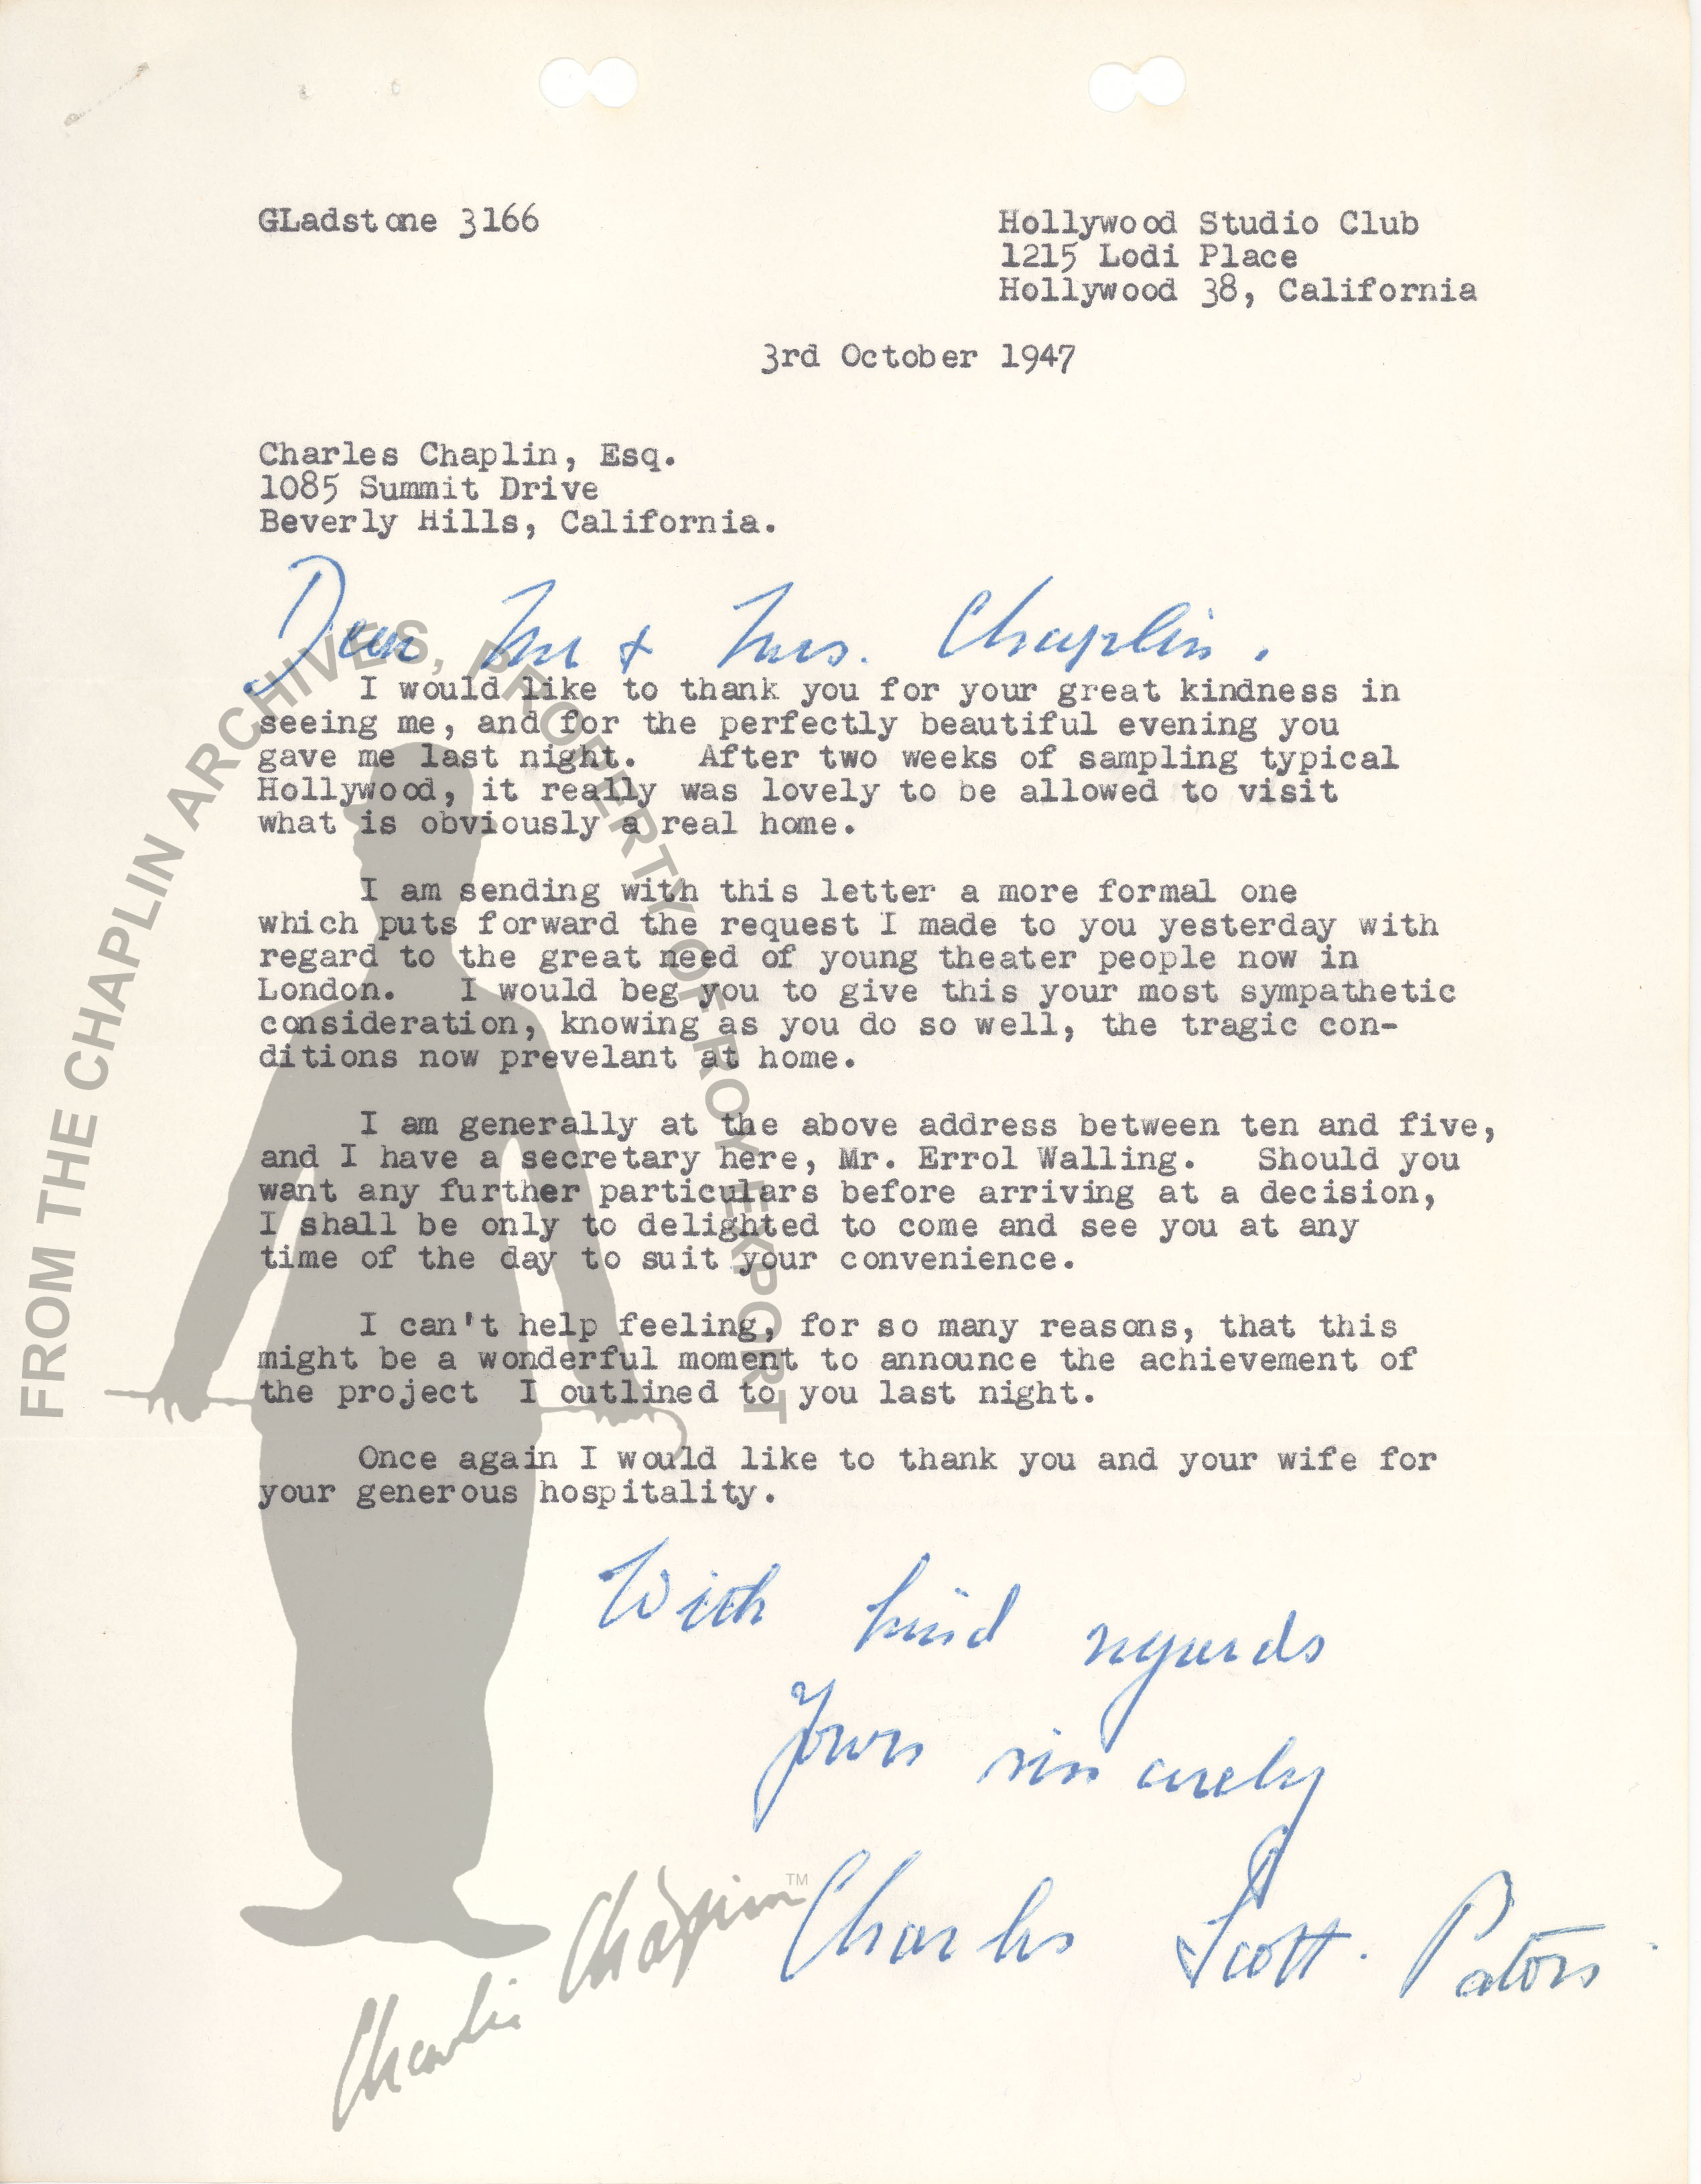 GLadstone 3166
Hollywood Studio Club
1215 Lodi Place
Hollywood 38, California
3rd October 1947
Charles Chaplin, Esq.
1085 Summit Drive
Beverly Hills, California.
Dear Mr & Mrs. Chaplin,
I would like to thank you for your great kindness in
seeing me, and for the perfectly beautiful evening you
gave me last night. After two weeks of sampling typical
Hollywood, it really was lovely to be allowed to visit
what is obviously a real home.
I am sending with this letter a more formal one
which puts forward the request I made to you yesterday with
regard to the great need of young theater people now in
London. I would beg you to give this your most sympathetic
consideration, knowing as you do so well, the tragic con-
ditions now prevelant at home.
I am generally at the above address between ten and five,
and I have a secretary here, Mr. Errol Walling. Should you
want any further particulars before arriving at a decision,
I shall be only to delighted to come and see you at any
time of the day to suit your convenience.
I can't help feeling, for so many reasons, that this
might be a wonderful moment to announce the achievement of
the project I outlined to you last night.
Once again I would like to thank you and your wife for
your generous hospitality.
With kind regards
Yours sincerely
Charles Scott.
FROM THE CHAPLIN ARCHIVES, PROPERTY OF ROY EXPORT
Charlie Chaplin™